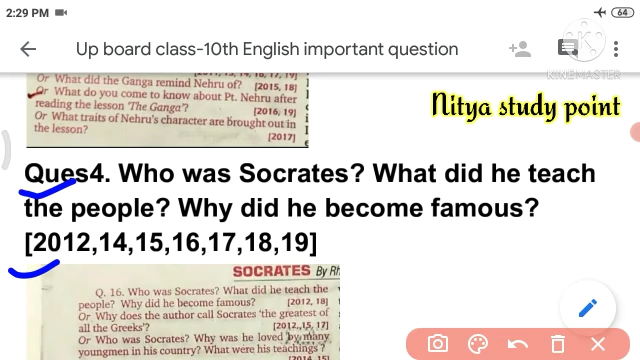 2:29 PM
64
Up board class-10th English important question
KINEMASTER
Or What did the Ganga remind Nehru of? [2015, 18]
Or What do you come to know about Pt. Nehru after
reading the lesson 'The Ganga'? [2016, 19]
Or What traits of Nehru's character are brought out in
the lesson? [2017]
Nitya study point
Ques4. Who was Socrates? What did he teach
the people? Why did he become famous?
[2012,14,15,16,17,18,19]
SOCRATES By Rh
Q. 16. Who was Socrates? What did he teach the
people? Why did he become famous? [2012, 18]
Or Why does the author call Socrates 'the greatest of
all the Greeks'? [2012, 15, 17]
Or Who was Socrates? Why was he loved by many
youngmen in his country? What were his teachings?